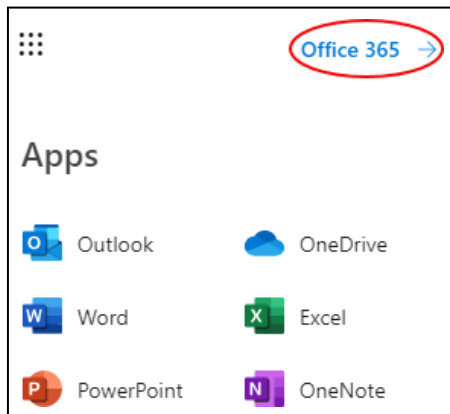 Office 365 →
Apps
O Outlook
OneDrive
W Word
X Excel
P PowerPoint
N OneNote